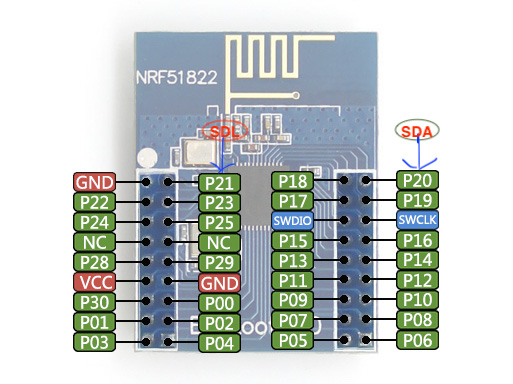 NRF51822
SDL SDA
GND P21 P18 P20
P22 P23 P17 P19
P24 P25 SWDIO SWCLK
NC NC P15 P16
P28 P29 P13 P14
VCC GND P11 P12
P30 P00 P09 P10
P01 P02 P07 P08
P03 P04 P05 P06